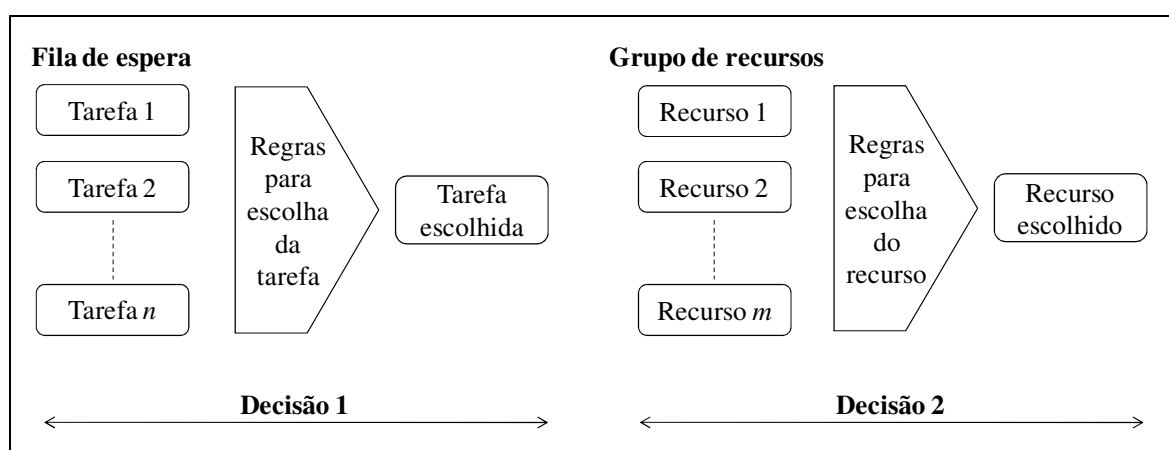 Fila de espera
Tarefa 1
Tarefa 2
Tarefa n
Regras
para
escolha
da
tarefa
Tarefa
escolhida
Decisão 1
Grupo de recursos
Recurso 1
Recurso 2
Recurso m
Regras
para
escolha
do
recurso
Recurso
escolhido
Decisão 2